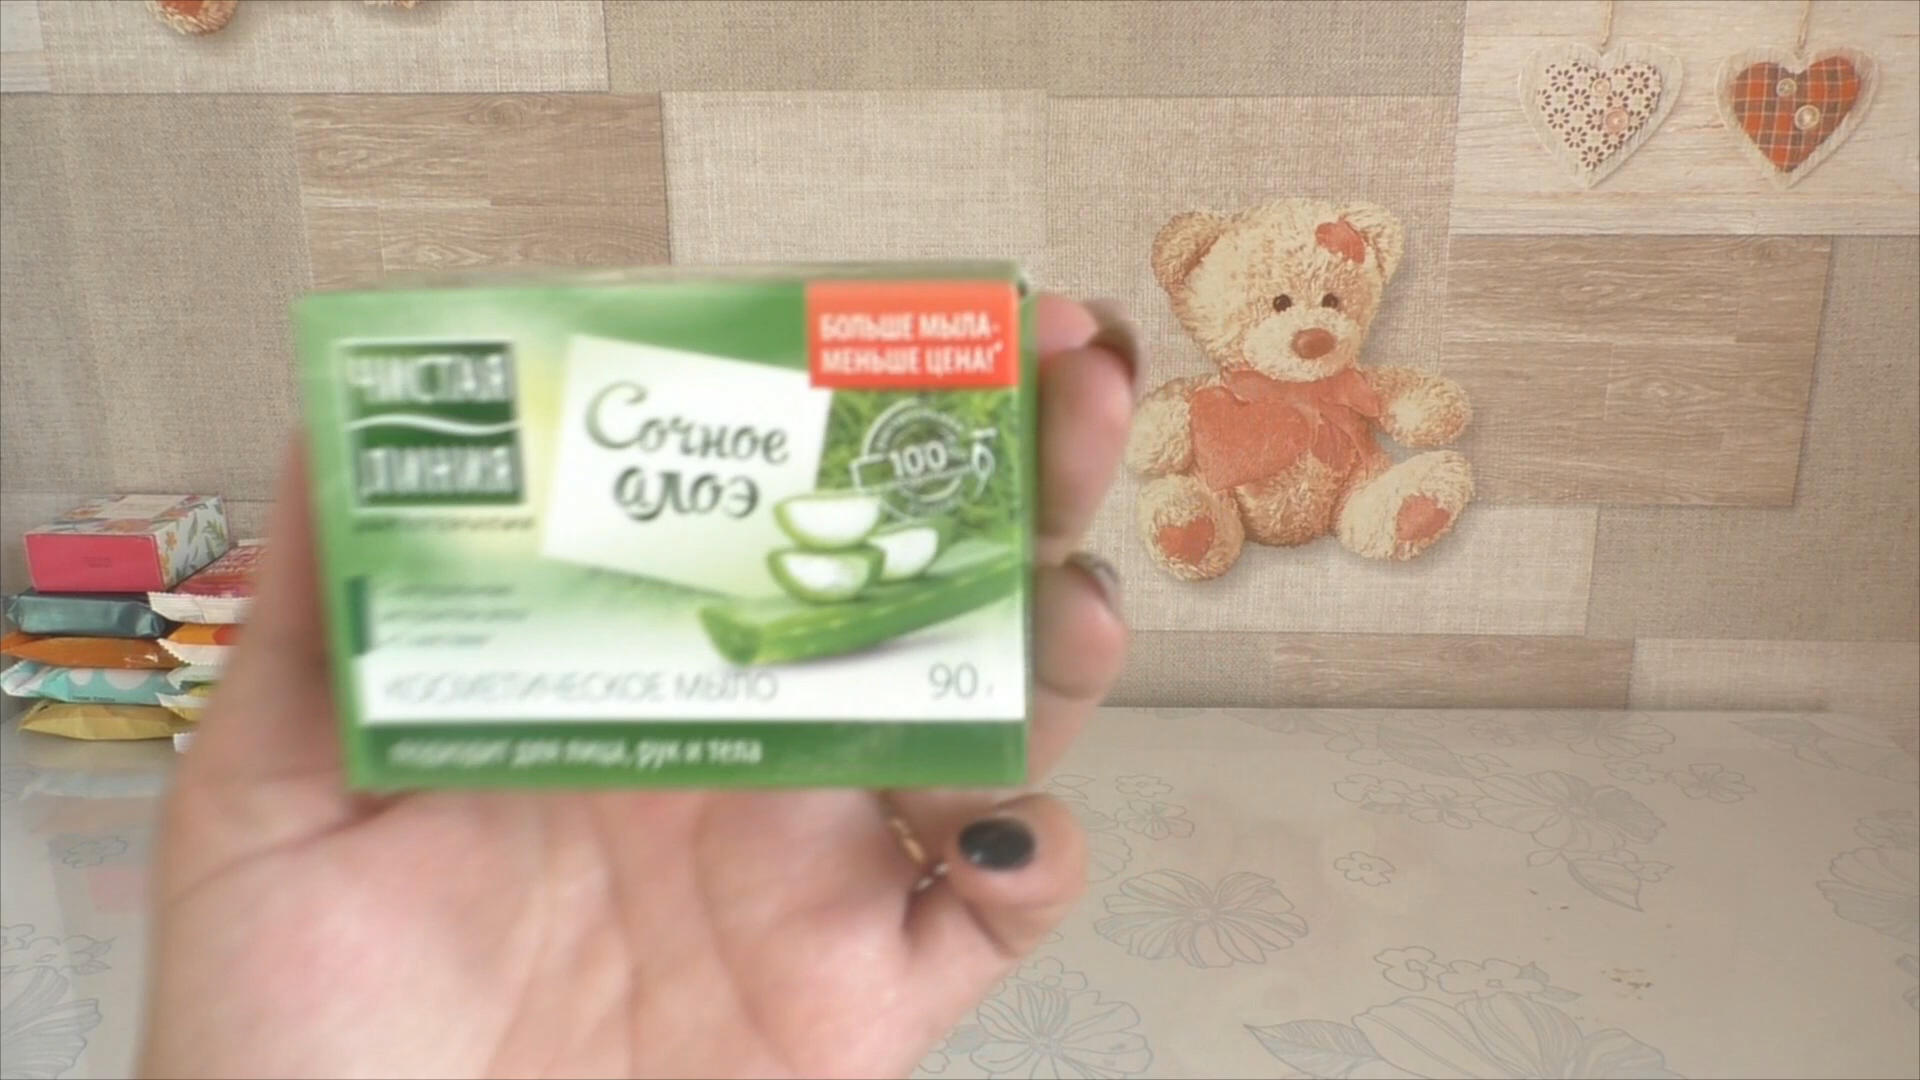 ЧИСТАЯ
ЛИНИЯ
Сочное
алоэ
БОЛЬШЕ МЫЛА-
МЕНЬШЕ ЦЕНА!*
100
КОСМЕТИЧЕСКОЕ МЫЛО
90 г
подходит для лица, рук и тела